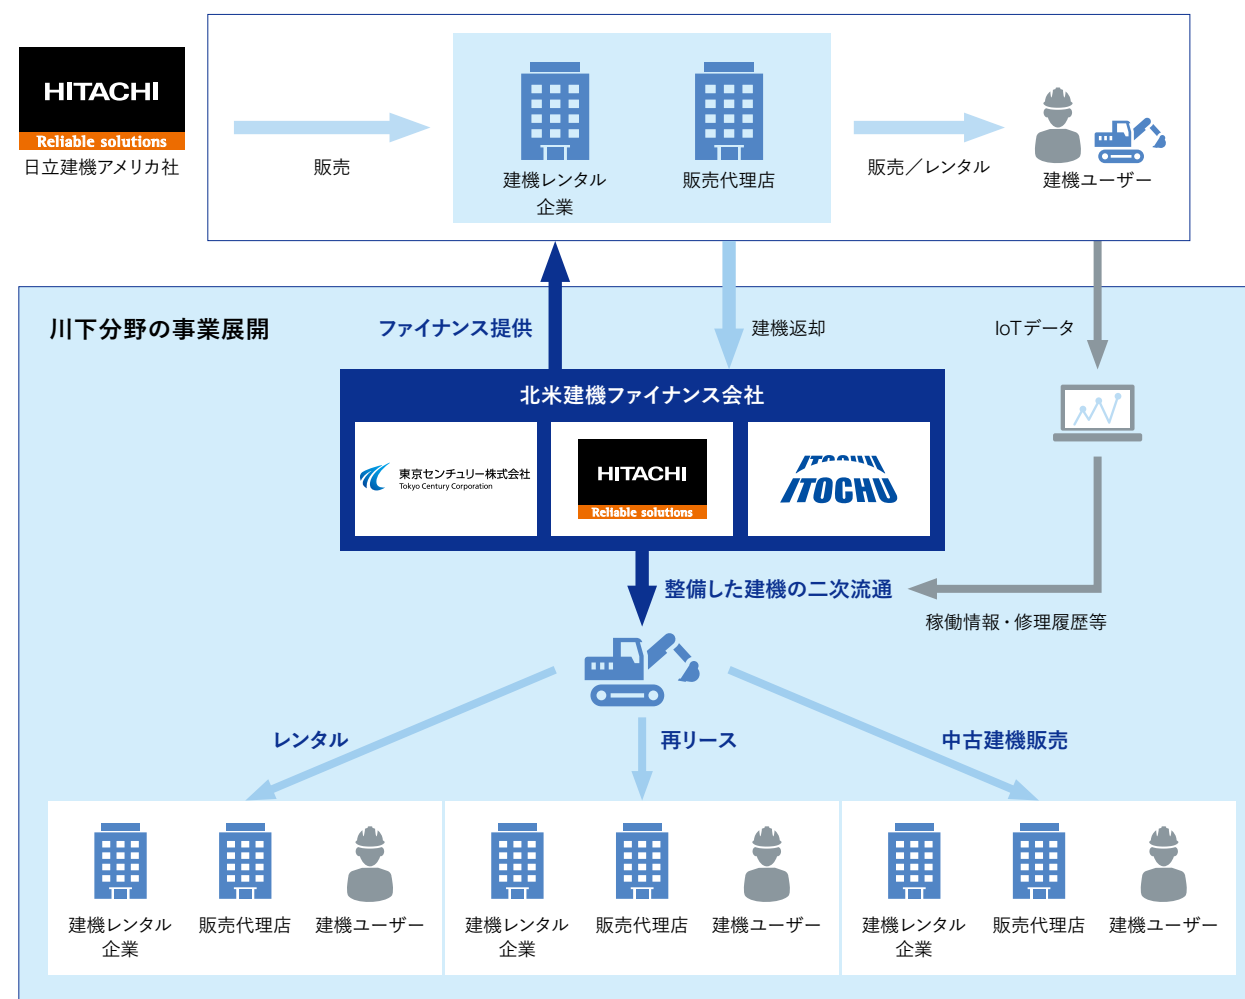 HITACHI
Reliable solutions
日立建機アメリカ社
販売
建機レンタル
企業
販売代理店
販売／レンタル
建機ユーザー
川下分野の事業展開
ファイナンス提供
建機返却
IoTデータ
北米建機ファイナンス会社
東京センチュリー株式会社
Tokyo Century Corporation
HITACHI
Reliable solutions
ITOCHU
ITOCHU
整備した建機の二次流通
稼働情報・修理履歴等
レンタル
再リース
中古建機販売
建機レンタル
企業
販売代理店
建機ユーザー
建機レンタル
企業
販売代理店
建機ユーザー
建機レンタル
企業
販売代理店
建機ユーザー